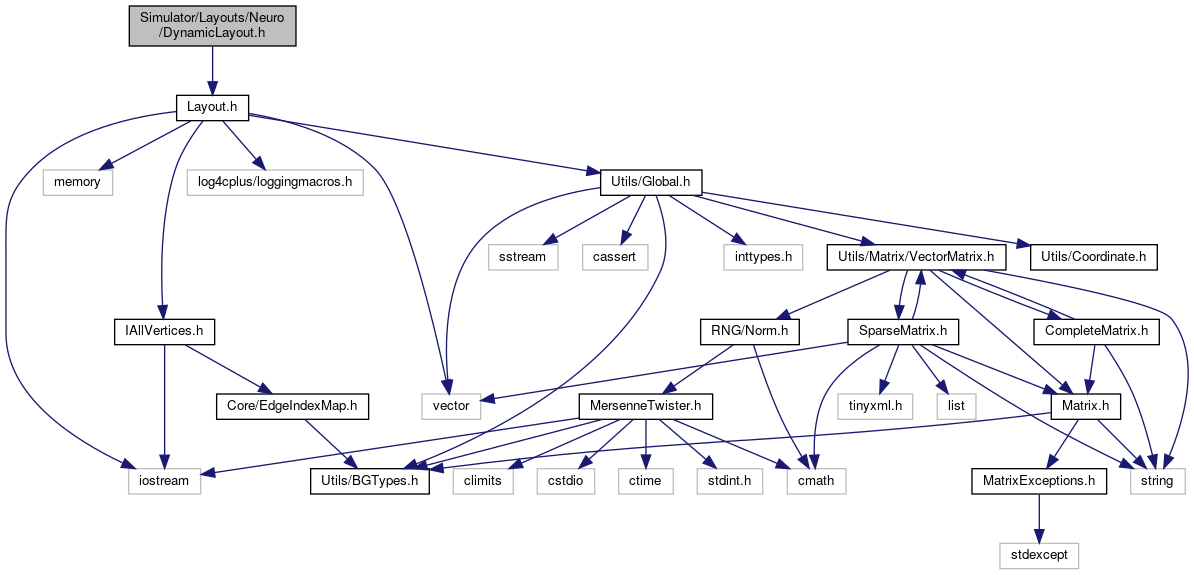 Simulator/Layouts/Neuro
/DynamicLayout.h
Layout.h
memory
log4cplus/loggingmacros.h
Utils/Global.h
sstream
cassert
inttypes.h
Utils/Matrix/VectorMatrix.h
Utils/Coordinate.h
IAllVertices.h
RNG/Norm.h
SparseMatrix.h
CompleteMatrix.h
Core/EdgeIndexMap.h
vector
MersenneTwister.h
tinyxml.h
list
Matrix.h
iostream
Utils/BGTypes.h
climits
cstdio
ctime
stdint.h
cmath
MatrixExceptions.h
string
stdexcept